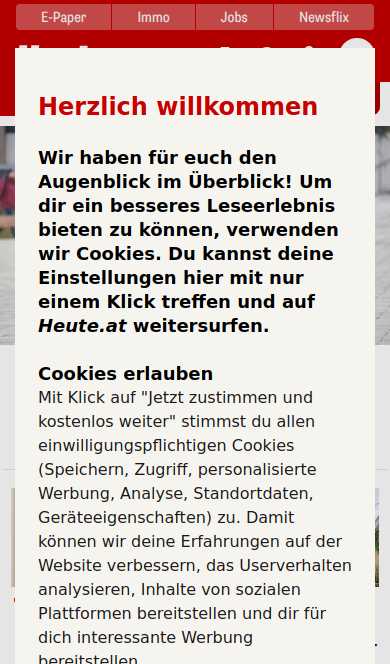 E-Paper
Immo
Jobs
Newsflix
Herzlich willkommen
Wir haben für euch den
Augenblick im Überblick! Um
dir ein besseres Leseerlebnis
bieten zu können, verwenden
wir Cookies. Du kannst deine
Einstellungen hier mit nur
einem Klick treffen und auf
Heute.at weitersurfen.
Cookies erlauben
Mit Klick auf "Jetzt zustimmen und
kostenlos weiter" stimmst du allen
einwilligungspflichtigen Cookies
(Speichern, Zugriff, personalisierte
Werbung, Analyse, Standortdaten,
Geräteeigenschaften) zu. Damit
können wir deine Erfahrungen auf der
Website verbessern, das Userverhalten
analysieren, Inhalte von sozialen
Plattformen bereitstellen und dir für
dich interessante Werbung
bereitstellen